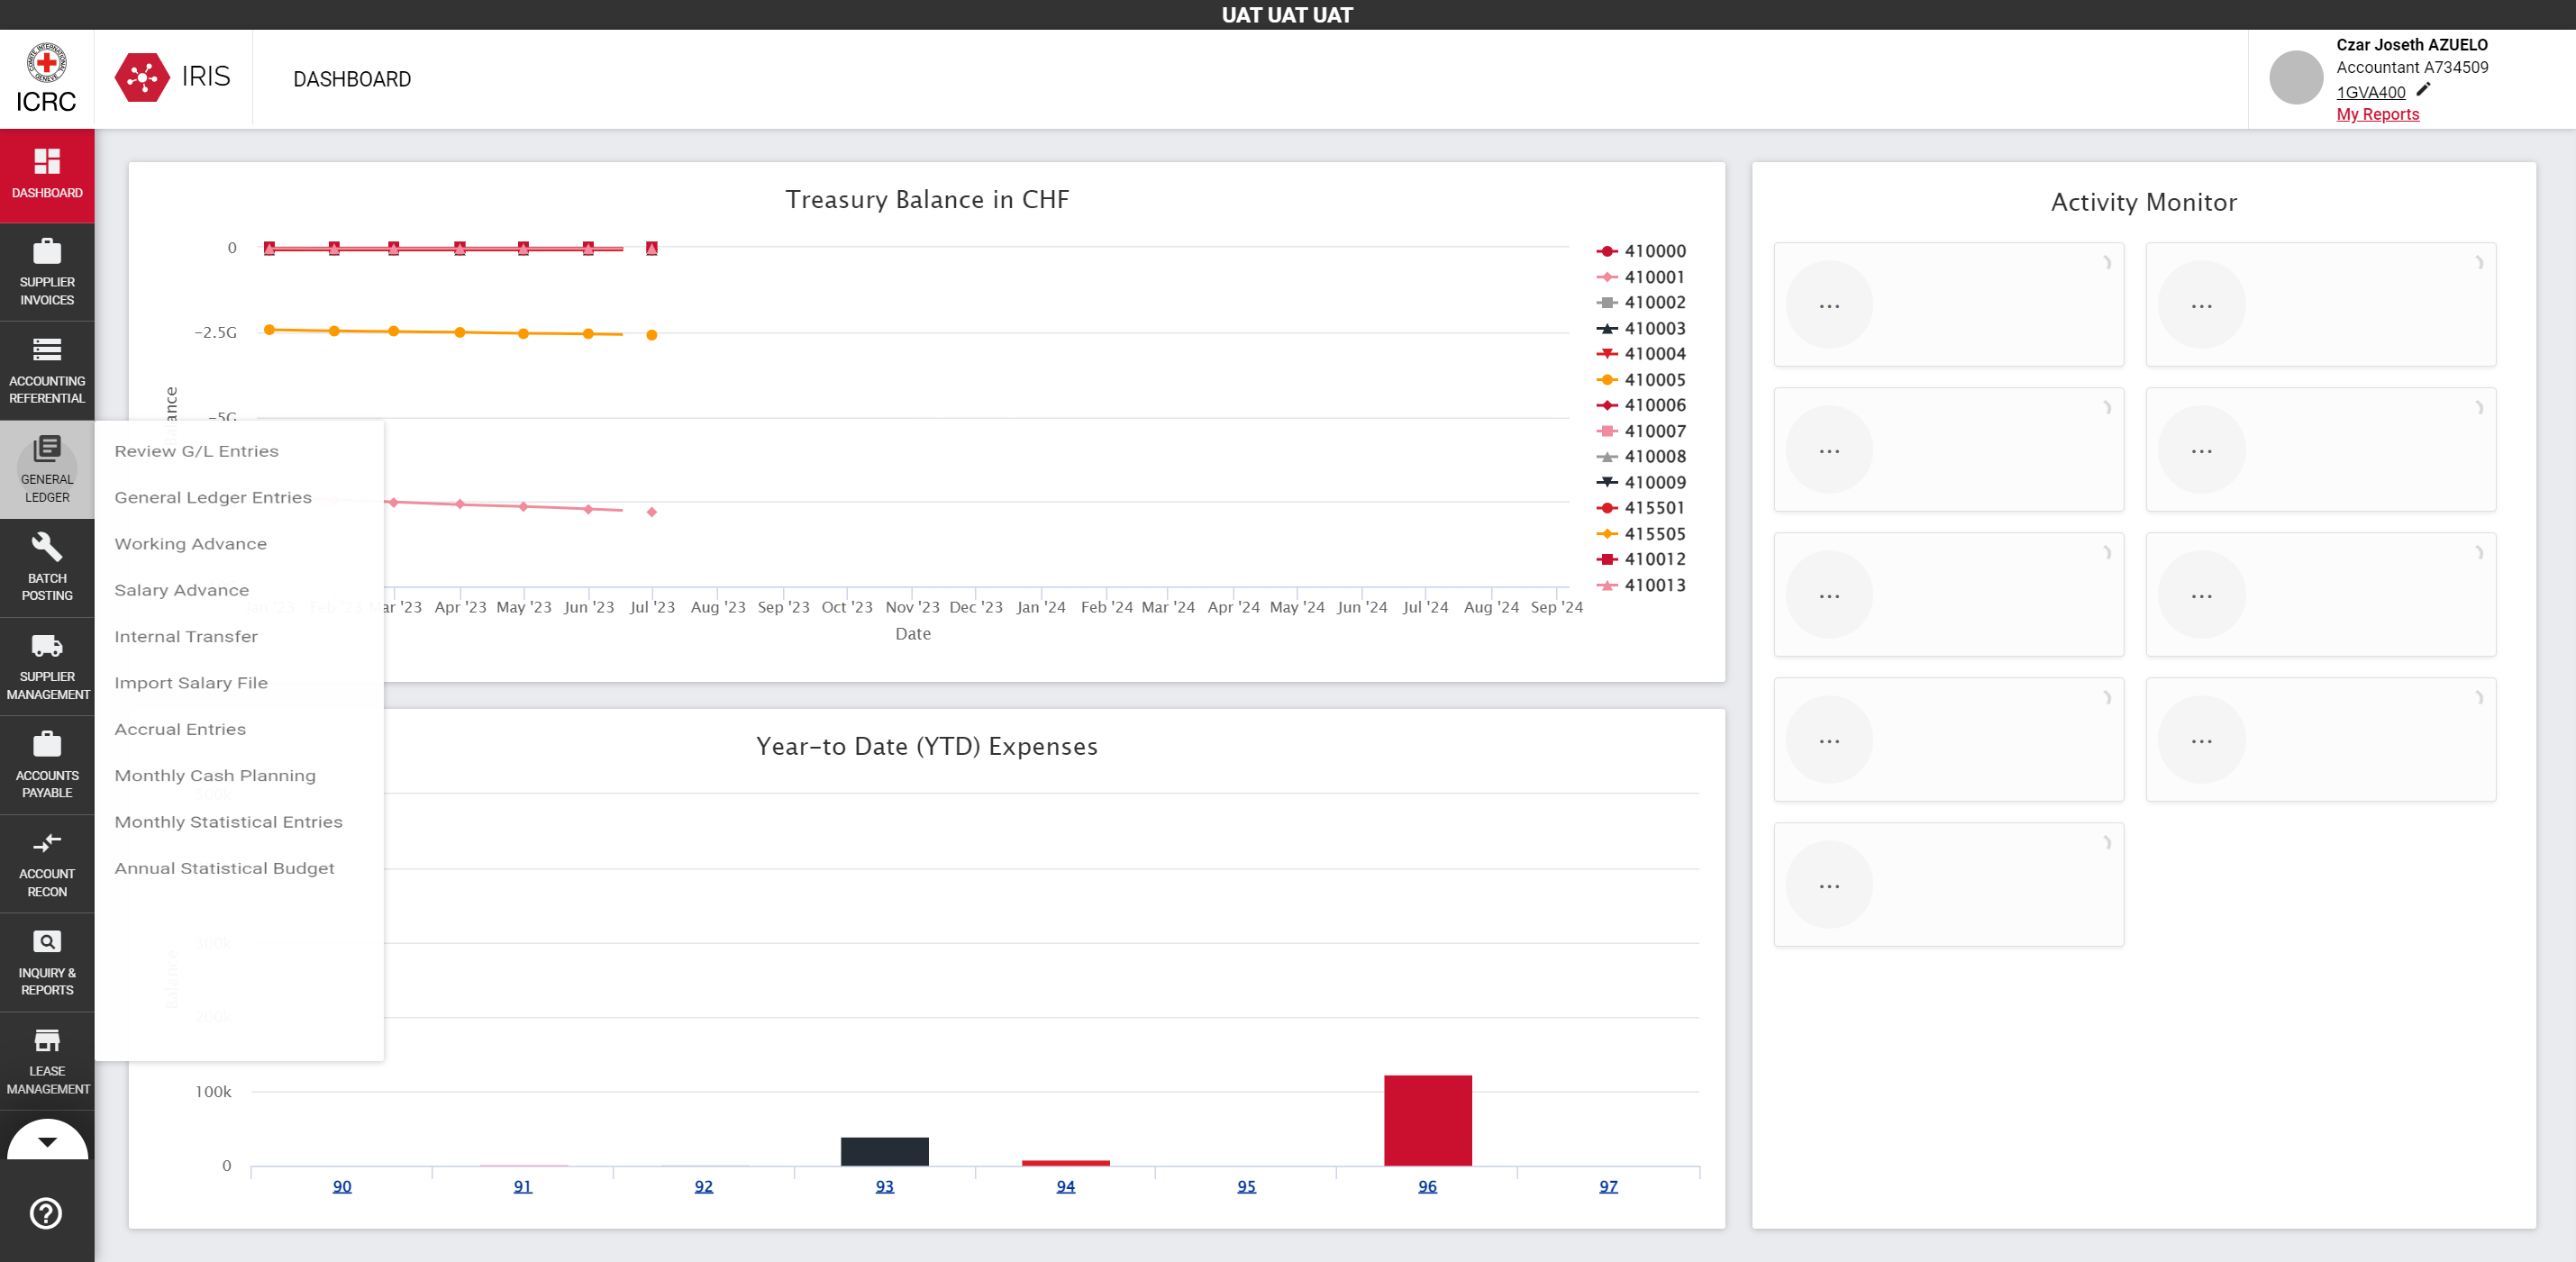 UAT UAT UAT
ICRC
IRIS
DASHBOARD
Czar Joseth AZUELO
Accountant A734509
1GVA400
My Reports
DASHBOARD
SUPPLIER
INVOICES
ACCOUNTING
REFERENTIAL
GENERAL
LEDGER
BATCH
POSTING
SUPPLIER
MANAGEMENT
ACCOUNTS
PAYABLE
ACCOUNT
RECON
INQUIRY &
REPORTS
LEASE
MANAGEMENT
Review G/L Entries
General Ledger Entries
Working Advance
Salary Advance
Internal Transfer
Import Salary File
Accrual Entries
Monthly Cash Planning
Monthly Statistical Entries
Annual Statistical Budget
Treasury Balance in CHF
0
-2.5G
-5G
Balance
Jan '23 Feb '23 Mar '23 Apr '23 May '23 Jun '23 Jul '23 Aug '23 Sep '23 Oct '23 Nov '23 Dec '23 Jan '24 Feb '24 Mar '24 Apr '24 May '24 Jun '24 Jul '24 Aug '24 Sep '24
Date
410000
410001
410002
410003
410004
410005
410006
410007
410008
410009
415501
415505
410012
410013
Year-to Date (YTD) Expenses
500k
300k
200k
100k
0
Balance
90 91 92 93 94 95 96 97
Activity Monitor
... ...
... ...
... ...
... ...
...